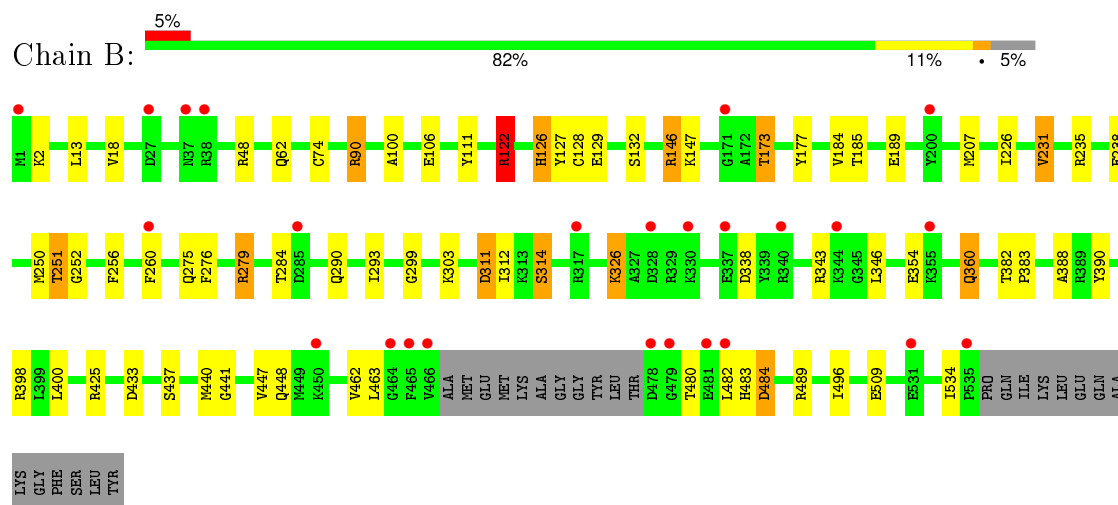 5%
Chain B:
82% 11% • 5%
M1 K2 L13 V18 D27 N37 R38 R48 Q62 C74 R90 A100 E106 Y111 R122 H126 Y127 C128 E129 S132 R146 K147 G171 A172 T173 Y177 V184 T185 E189 Y200 M207 I226 V231 R235
M250 T251 G252 F256 F260 Q275 F276 R279 T284 D285 Q290 I293 G299 K303 D311 I312 K313 S314 R317 K326 A327 D328 R329 K330 E337 D338 Y339 R340 R343 K344 G345 L346 E354 K355 Q360 T382 P383 A388 R389 Y390
R398 L399 L400 R425 D433 S437 M440 G441 V447 Q448 M449 K450 V462 L463 G464 F465 V466 ALA MET GLU MET LYS ALA GLY GLY TYR LEU THR D478 G479 T480 E481 L482 H483 D484 R489 I496 E509 E531 I534 P535 PRO GLN ILE LYS LEU GLU GLN ALA
LYS GLY PHE SER LEU TYR